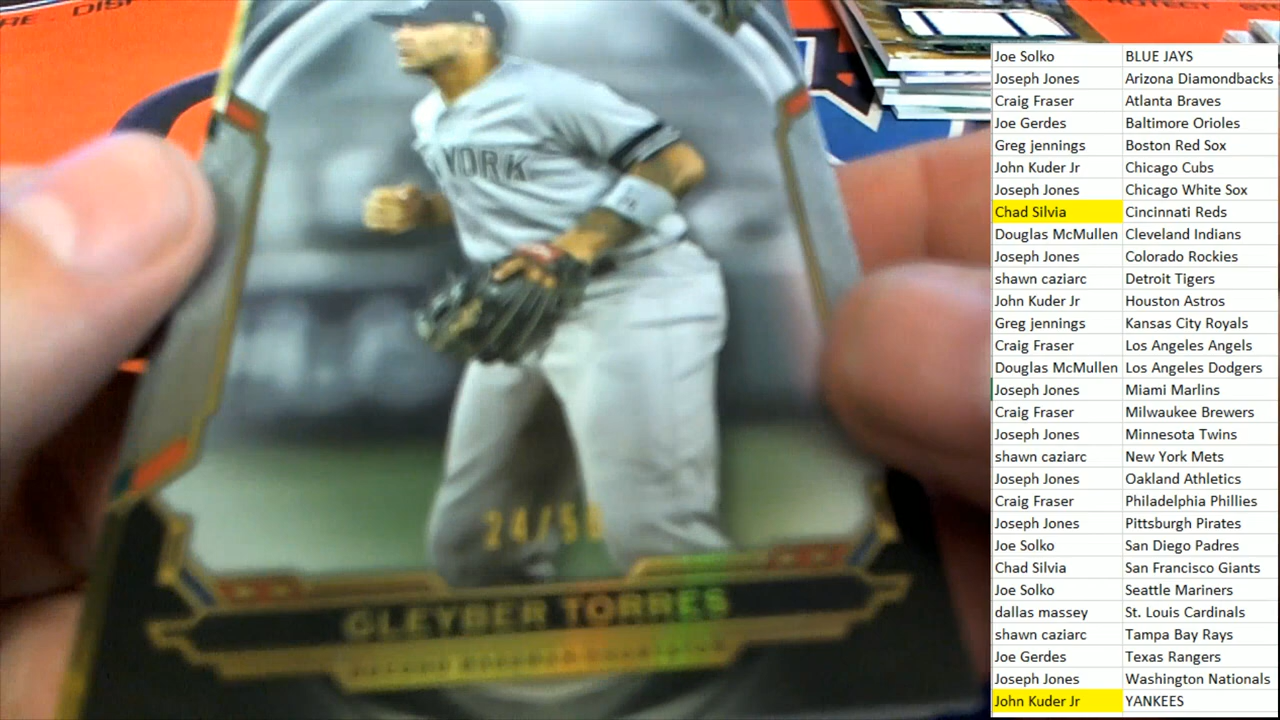 YORK
24/50
GLEYBER TORRES
Joe Solko BLUE JAYS
Joseph Jones Arizona Diamondbacks
Craig Fraser Atlanta Braves
Joe Gerdes Baltimore Orioles
Greg jennings Boston Red Sox
John Kuder Jr Chicago Cubs
Joseph Jones Chicago White Sox
Chad Silvia Cincinnati Reds
Douglas McMullen Cleveland Indians
Joseph Jones Colorado Rockies
shawn caziarc Detroit Tigers
John Kuder Jr Houston Astros
Greg jennings Kansas City Royals
Craig Fraser Los Angeles Angels
Douglas McMullen Los Angeles Dodgers
Joseph Jones Miami Marlins
Craig Fraser Milwaukee Brewers
Joseph Jones Minnesota Twins
shawn caziarc New York Mets
Joseph Jones Oakland Athletics
Craig Fraser Philadelphia Phillies
Joseph Jones Pittsburgh Pirates
Joe Solko San Diego Padres
Chad Silvia San Francisco Giants
Joe Solko Seattle Mariners
dallas massey St. Louis Cardinals
shawn caziarc Tampa Bay Rays
Joe Gerdes Texas Rangers
Joseph Jones Washington Nationals
John Kuder Jr YANKEES